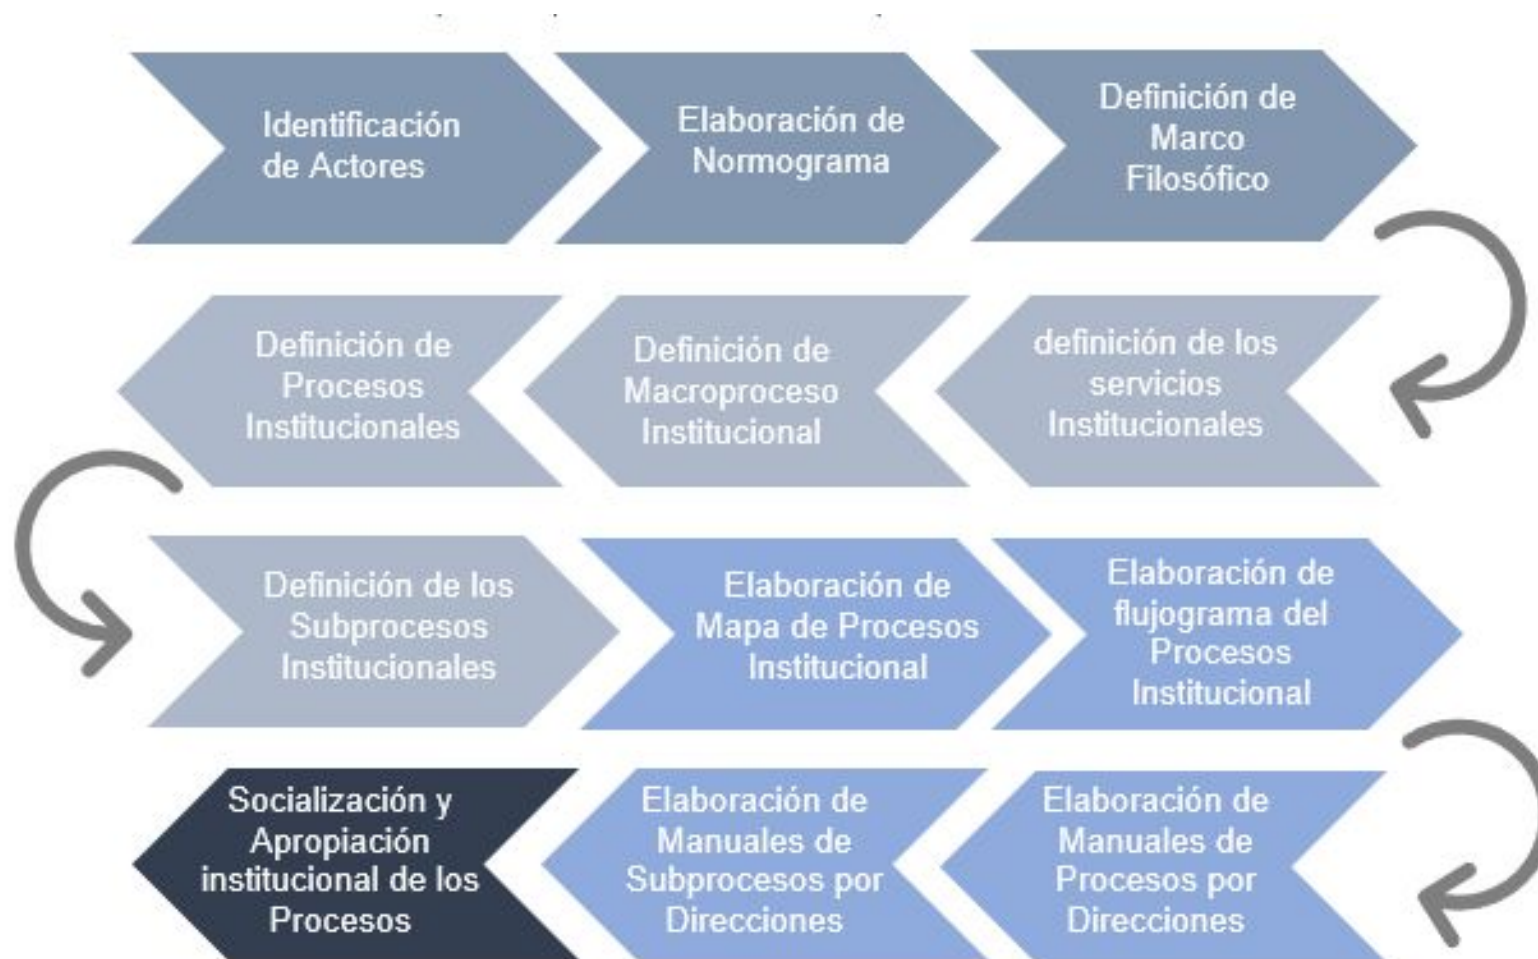 Identificación
de Actores
Elaboración de
Normograma
Definición de
Marco
Filosófico
definición de los
servicios
Institucionales
Definición de
Macroproceso
Institucional
Definición de
Procesos
Institucionales
Definición de los
Subprocesos
Institucionales
Elaboración de
Mapa de Procesos
Institucional
Elaboración de
flujograma del
Procesos
Institucional
Elaboración de
Manuales de
Procesos por
Direcciones
Elaboración de
Manuales de
Subprocesos por
Direcciones
Socialización y
Apropiación
institucional de los
Procesos